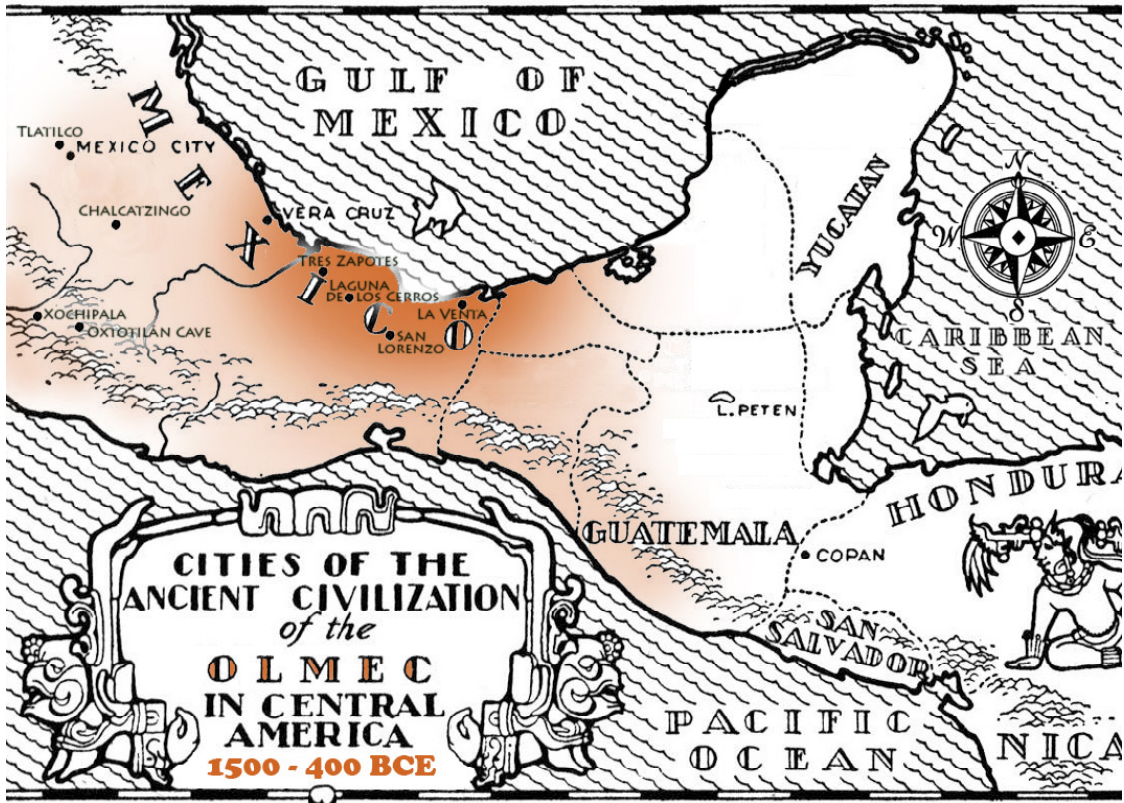 GULF OF
MEXICO
MEXICO
TLATILCO
MEXICO CITY
CHALCATZINGO
VERA CRUZ
TRES ZAPOTES
LAGUNA
DE LOS CERROS
LA VENTA
SAN
LORENZO
XOCHIPALA
OXTOTILÁN CAVE
YUCATAN
N
W
E
S
CARIBBEAN
SEA
L. PETEN
HONDURA
GUATEMALA
COPAN
SAN
SALVADOR
PACIFIC
OCEAN
NICA
CITIES OF THE
ANCIENT CIVILIZATION
of the
OLMEC
IN CENTRAL
AMERICA
1500 - 400 BCE